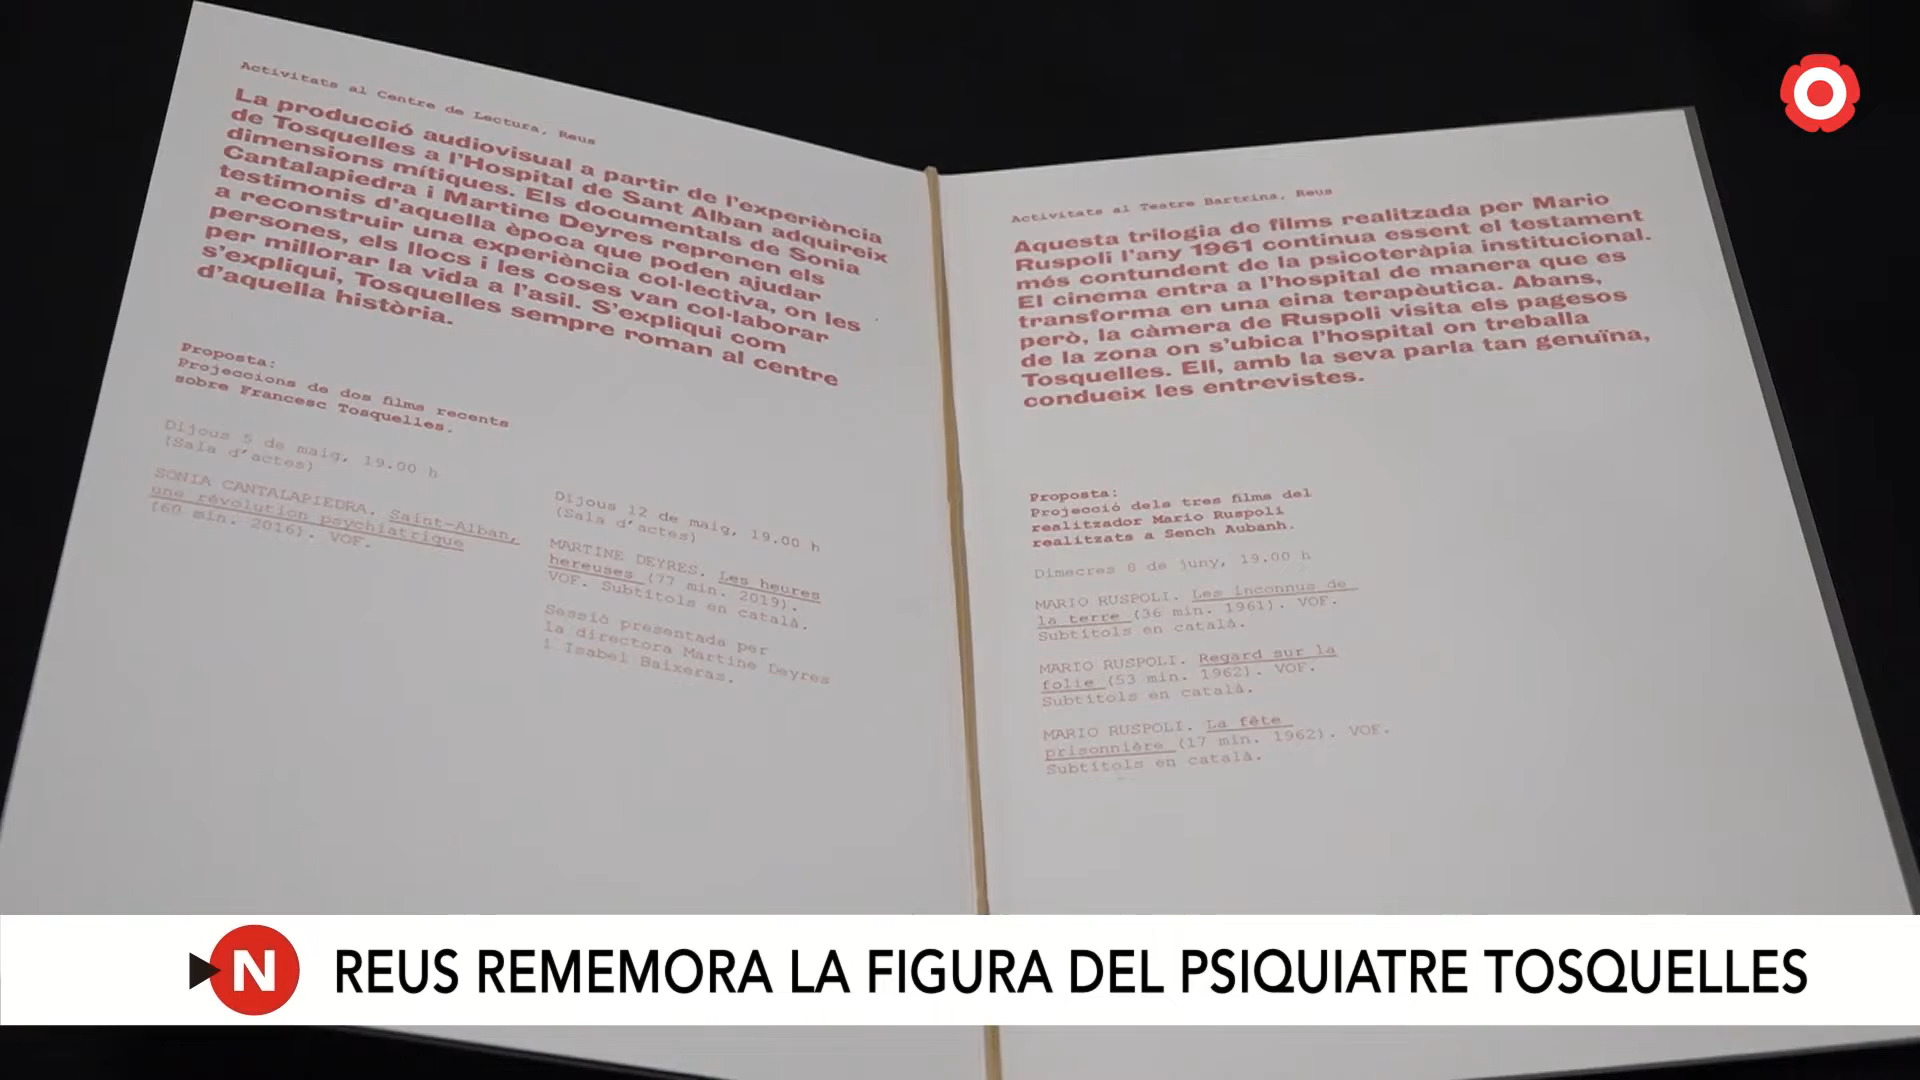 Activitats al Centre de Lectura, Reus
La producció audiovisual a partir de l'experiència
de Tosquelles a l'Hospital de Sant Alban adquireix
dimensions mítiques. Els documentals de Sonia
Cantalapiedra i Martine Deyres reprenen els
testimonis d'aquella època que poden ajudar
a reconstruir una experiència col·lectiva, on les
persones, els llocs i les coses van col·laborar
per millorar la vida a l'asil. S'expliqui com
s'expliqui, Tosquelles sempre roman al centre
d'aquella història.
Proposta:
Projeccions de dos films recents
sobre Francesc Tosquelles.
Dijous 5 de maig, 19.00 h
(Sala d'actes)
SONIA CANTALAPIEDRA. Saint-Alban,
une révolution psychiatrique
(60 min. 2016). VOF.
Dijous 12 de maig, 19.00 h
(Sala d'actes)
MARTINE DEYRES. Les heures
hereuses (77 min. 2019).
VOF. Subtítols en català.
Sessió presentada per
la directora Martine Deyres
i Isabel Baixeras.
Activitats al Teatre Bartrina, Reus
Aquesta trilogia de films realitzada per Mario
Ruspoli l'any 1961 continua essent el testament
més contundent de la psicoteràpia institucional.
El cinema entra a l'hospital de manera que es
transforma en una eina terapèutica. Abans,
però, la càmera de Ruspoli visita els pagesos
de la zona on s'ubica l'hospital on treballa
Tosquelles. Ell, amb la seva parla tan genuïna,
condueix les entrevistes.
Proposta:
Projecció dels tres films del
realitzador Mario Ruspoli
realitzats a Sench Aubanh.
Dimecres 8 de juny, 19.00 h
MARIO RUSPOLI. Les inconnus de
la terre (36 min. 1961). VOF.
Subtítols en català.
MARIO RUSPOLI. Regard sur la
folie (53 min. 1962). VOF.
Subtítols en català.
MARIO RUSPOLI. La fête
prisonnière (17 min. 1962). VOF.
Subtítols en català.
N REUS REMEMORA LA FIGURA DEL PSIQUIATRE TOSQUELLES